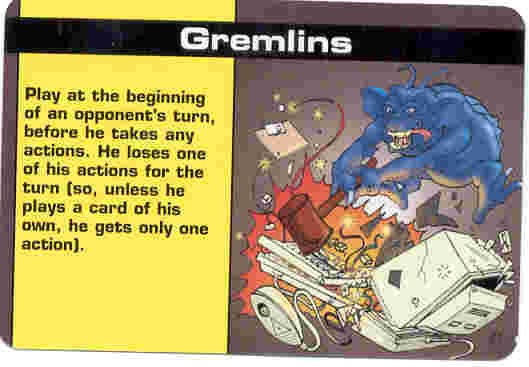 Gremlins
Play at the beginning
of an opponent's turn,
before he takes any
actions. He loses one
of his actions for the
turn (so, unless he
plays a card of his
own, he gets only one
action).